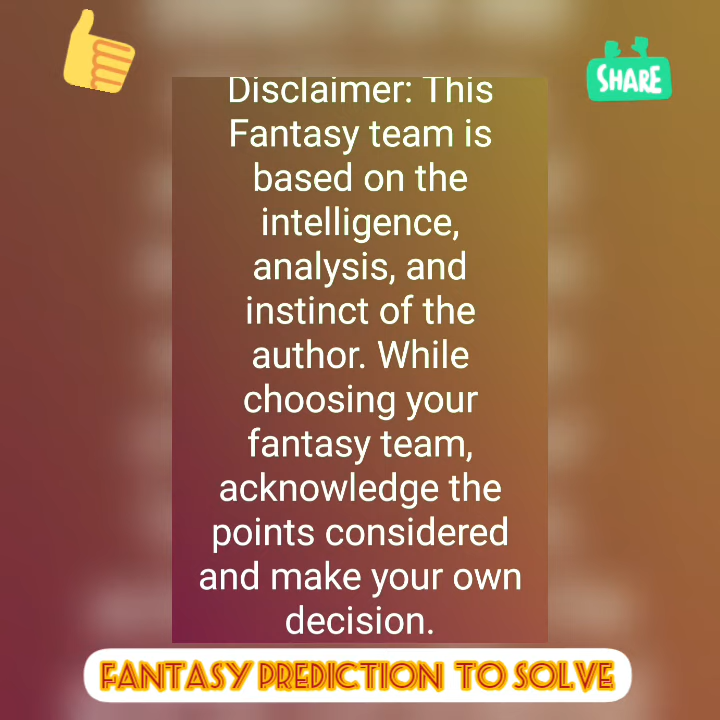 SHARE
Disclaimer: This
Fantasy team is
based on the
intelligence,
analysis, and
instinct of the
author. While
choosing your
fantasy team,
acknowledge the
points considered
and make your own
decision.
FANTASY PREDICTION TO SOLVE